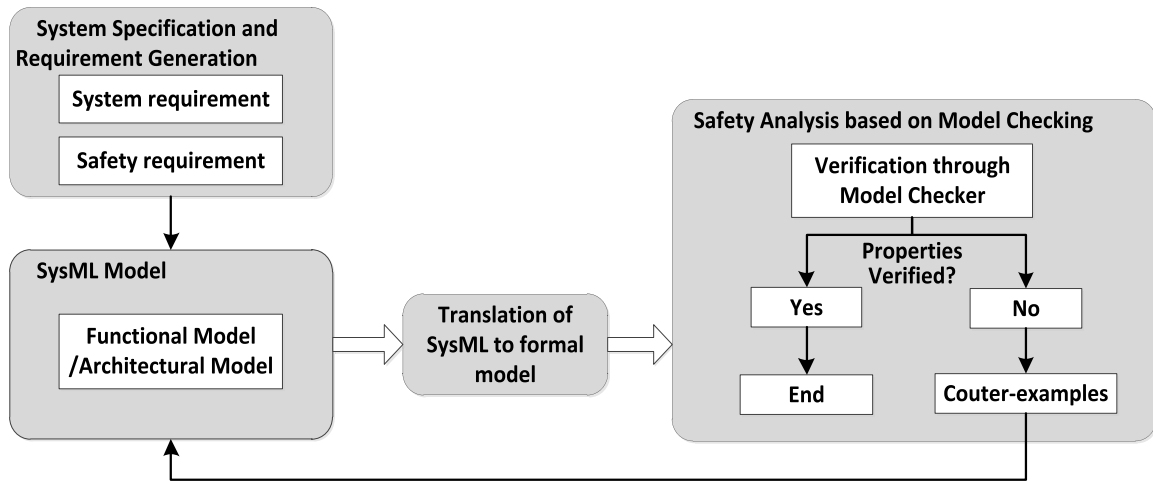 System Specification and
Requirement Generation
System requirement
Safety requirement
SysML Model
Functional Model
/Architectural Model
Translation of
SysML to formal
model
Safety Analysis based on Model Checking
Verification through
Model Checker
Properties
Verified?
Yes
No
End
Couter-examples